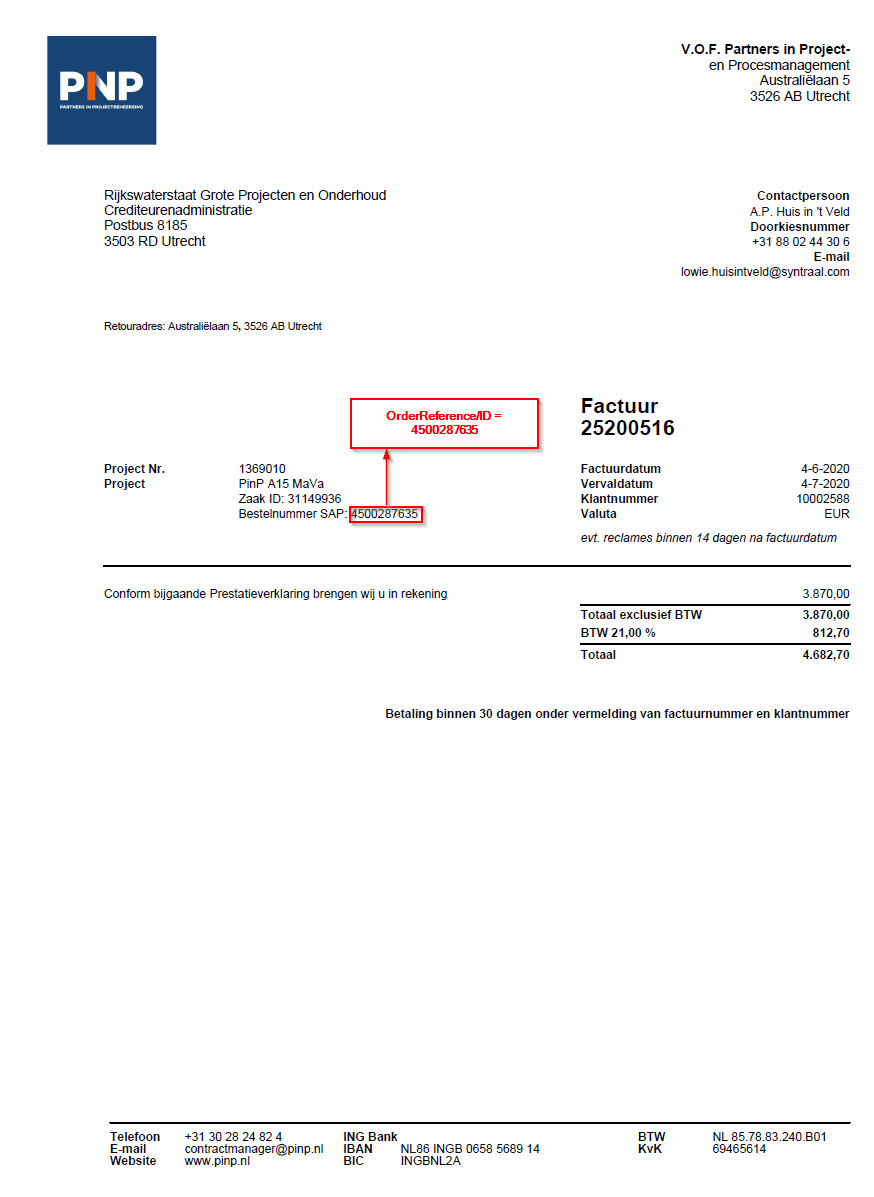 PNP
PARTNERS IN PROJECTBEHEERSING
V.O.F. Partners in Project-
en Procesmanagement
Australiëlaan 5
3526 AB Utrecht
Rijkswaterstaat Grote Projecten en Onderhoud
Crediteurenadministratie
Postbus 8185
3503 RD Utrecht
Contactpersoon
A.P. Huis in 't Veld
Doorkiesnummer
+31 88 02 44 30 6
E-mail
lowie.huisintveld@syntraal.com
Retouradres: Australiëlaan 5, 3526 AB Utrecht
OrderReference/ID =
4500287635
Factuur
25200516
Project Nr. 1369010
Project PinP A15 MaVa
Zaak ID: 31149936
Bestelnummer SAP: 4500287635
Factuurdatum 4-6-2020
Vervaldatum 4-7-2020
Klantnummer 10002588
Valuta EUR
evt. reclames binnen 14 dagen na factuurdatum
Conform bijgaande Prestatieverklaring brengen wij u in rekening 3.870,00
Totaal exclusief BTW 3.870,00
BTW 21,00 % 812,70
Totaal 4.682,70
Betaling binnen 30 dagen onder vermelding van factuurnummer en klantnummer
Telefoon +31 30 28 24 82 4 ING Bank BTW NL 85.78.83.240.B01
E-mail contractmanager@pinp.nl IBAN NL86 INGB 0658 5689 14 KvK 69465614
Website www.pinp.nl BIC INGBNL2A